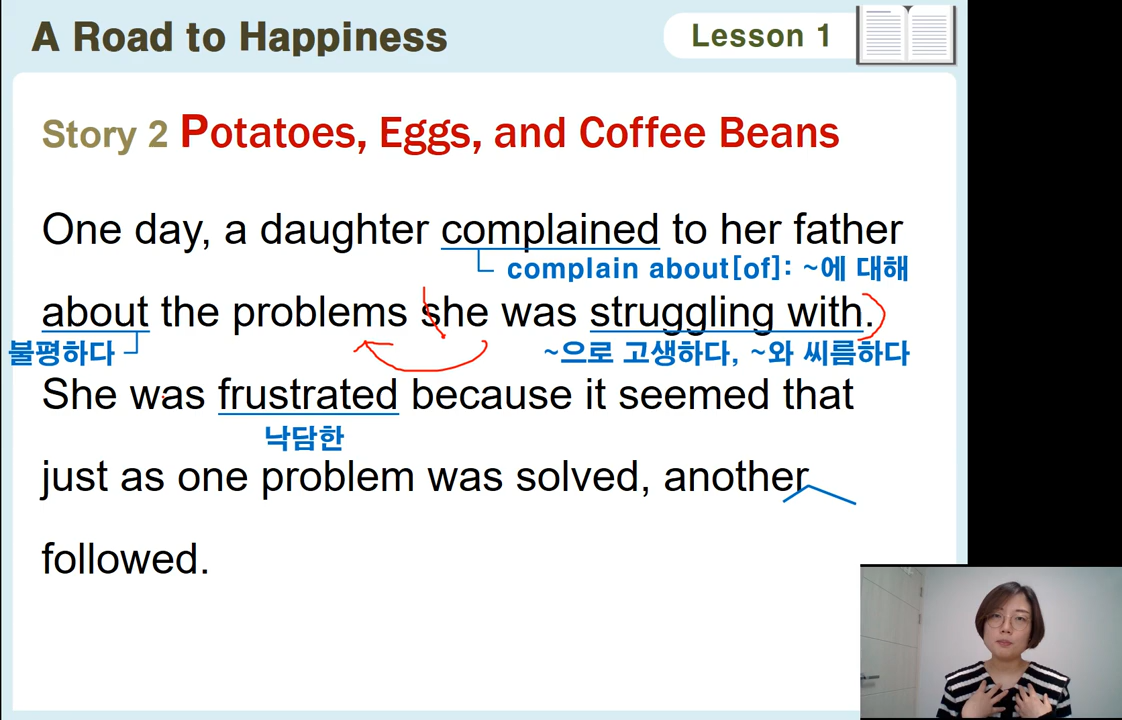 A Road to Happiness
Lesson 1
Story 2 Potatoes, Eggs, and Coffee Beans
One day, a daughter complained to her father
complain about[of]: ~에 대해
about the problems she was struggling with.
불평하다
~으로 고생하다, ~와 씨름하다
She was frustrated because it seemed that
낙담한
just as one problem was solved, another
followed.